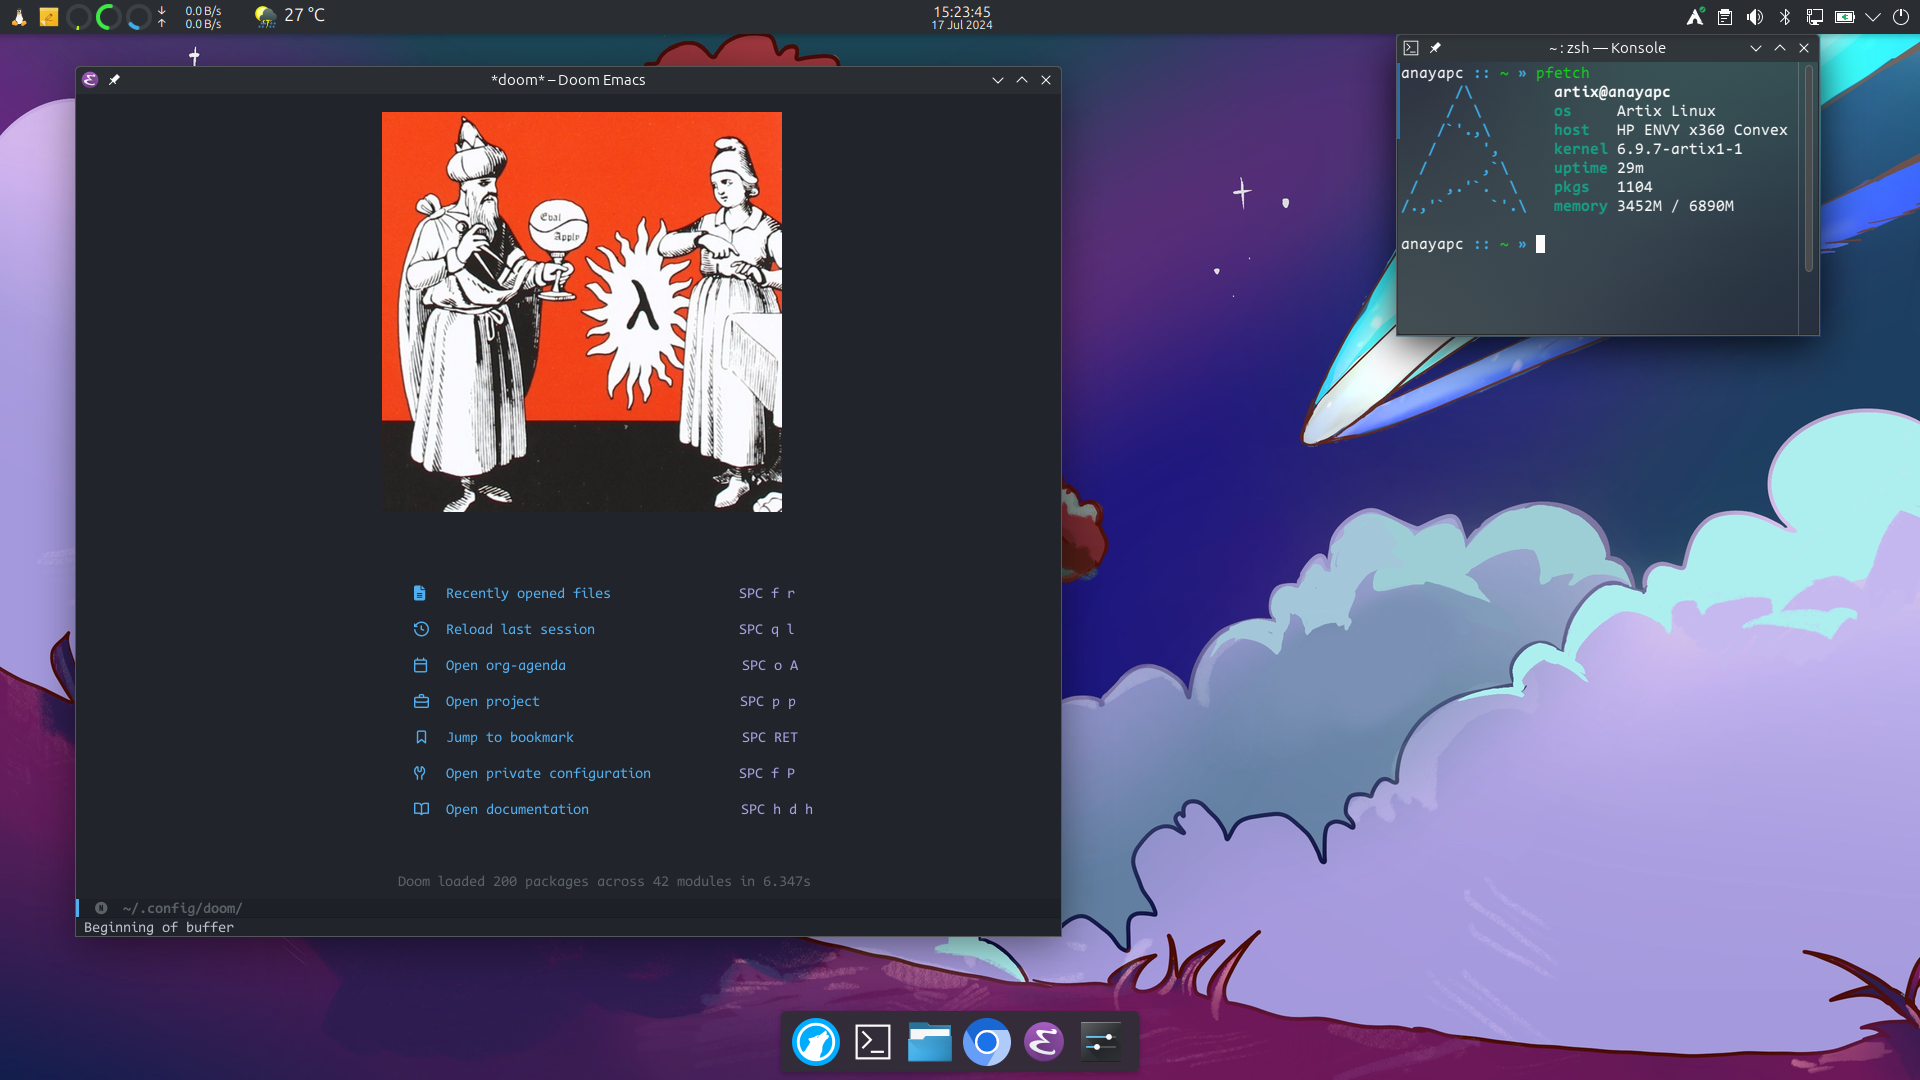 0.0 B/s
0.0 B/s
27 °C
15:23:45
17 Jul 2024
*doom* – Doom Emacs
Eval
Apply
λ
Recently opened files SPC f r
Reload last session SPC q l
Open org-agenda SPC o A
Open project SPC p p
Jump to bookmark SPC RET
Open private configuration SPC f P
Open documentation SPC h d h
Doom loaded 200 packages across 42 modules in 6.347s
~/.config/doom/
Beginning of buffer
~ : zsh — Konsole
anayapc :: ~ » pfetch
artix@anayapc
os Artix Linux
host HP ENVY x360 Convex
kernel 6.9.7-artix1-1
uptime 29m
pkgs 1104
memory 3452M / 6890M
anayapc :: ~ »